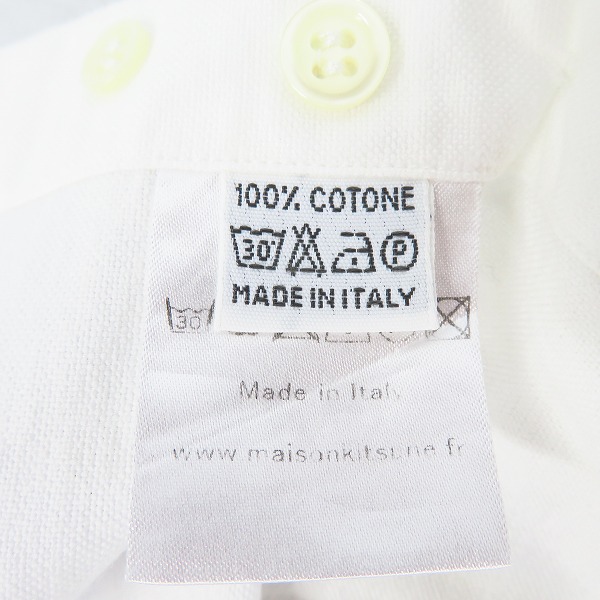 100% COTONE
30° P
MADE IN ITALY
30
Made in Italy
www.maisonkitsune.fr